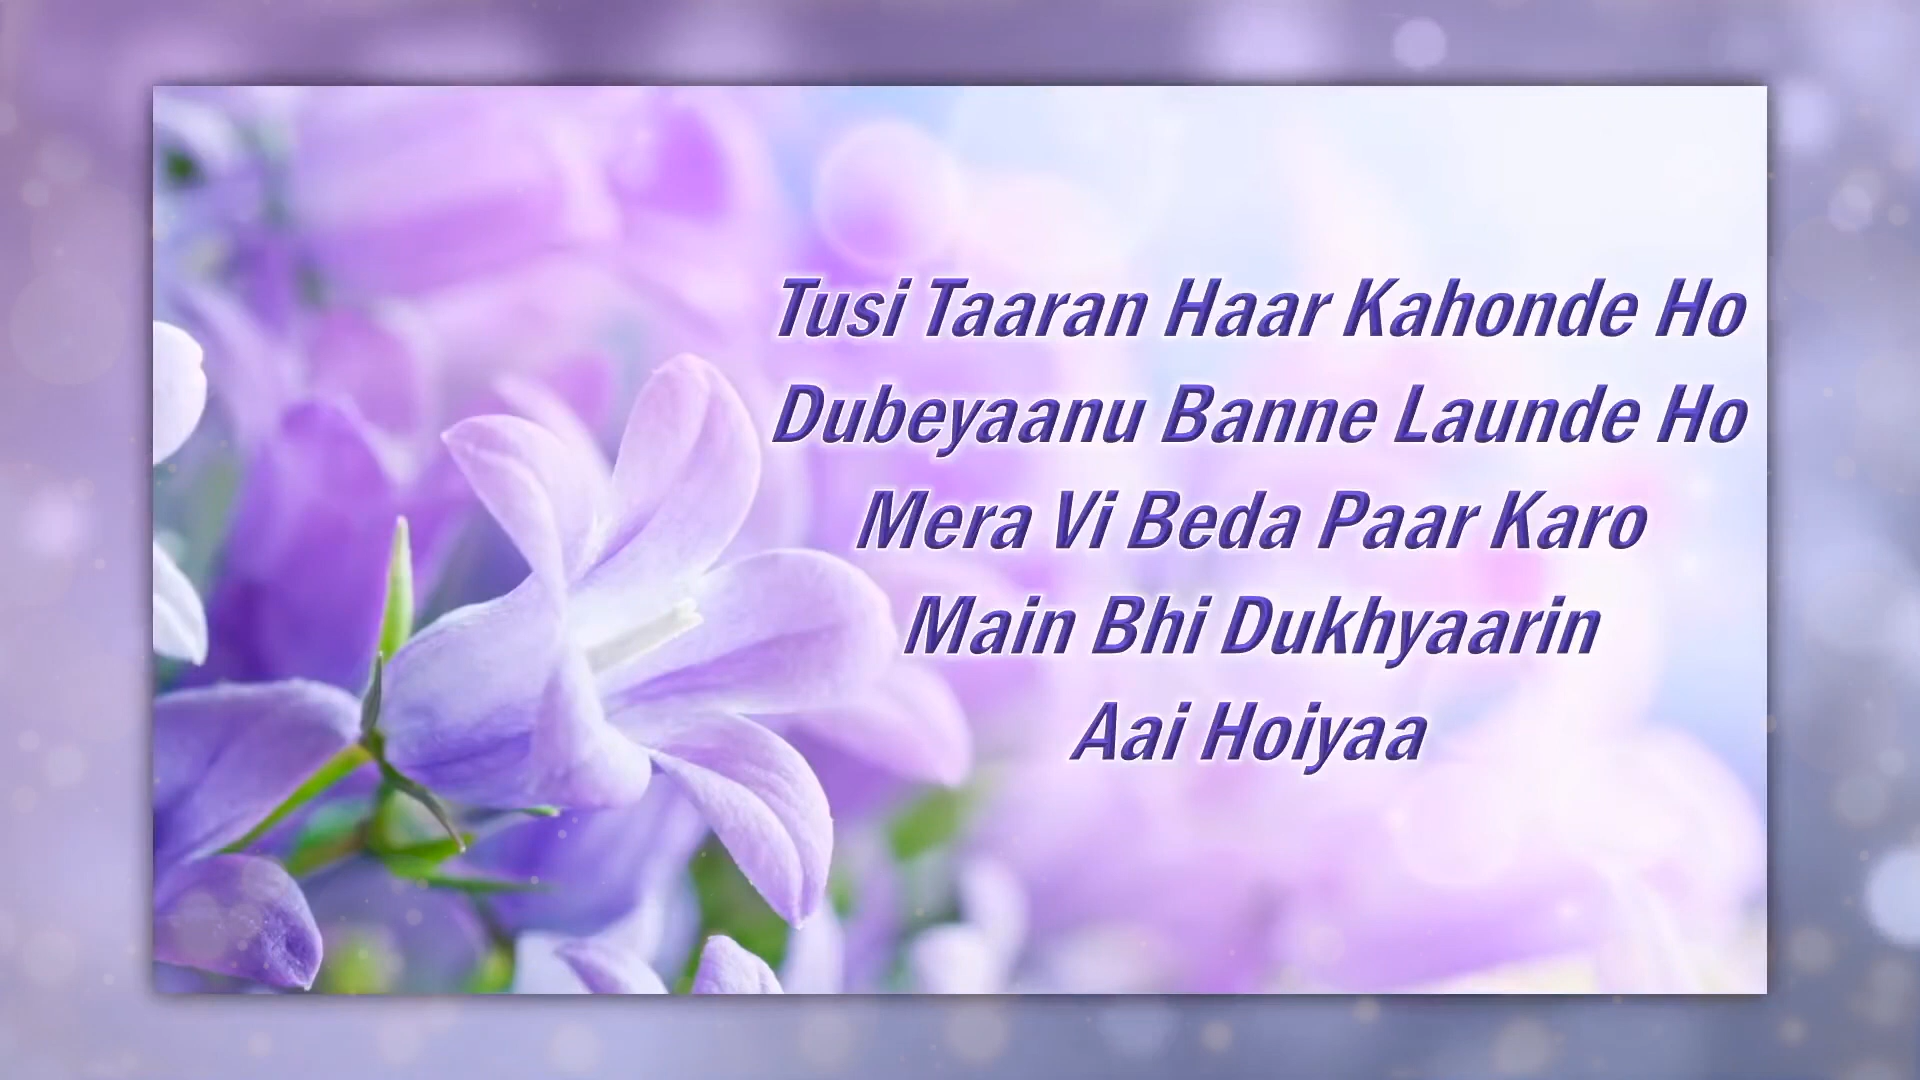 Tusi Taaran Haar Kahonde Ho
Dubeyaanu Banne Launde Ho
Mera Vi Beda Paar Karo
Main Bhi Dukhyaarin
Aai Hoiyaa